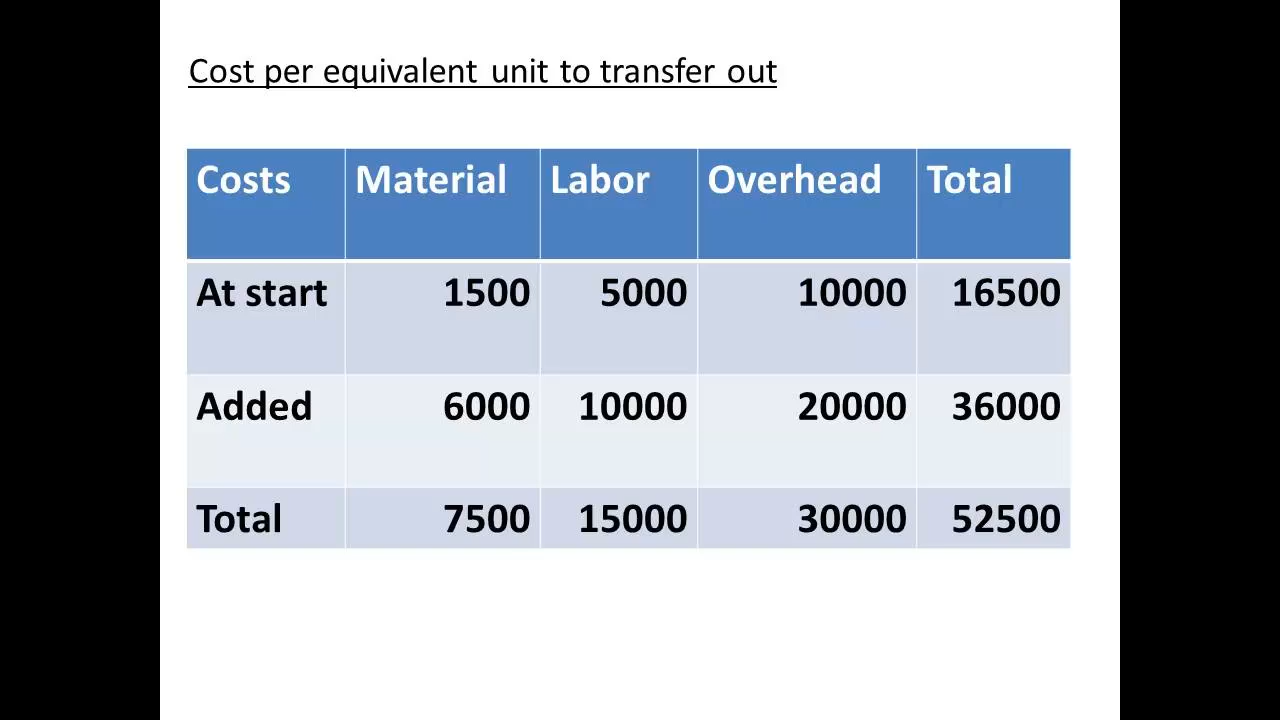 Cost per equivalent unit to transfer out
Costs Material Labor Overhead Total
At start 1500 5000 10000 16500
Added 6000 10000 20000 36000
Total 7500 15000 30000 52500